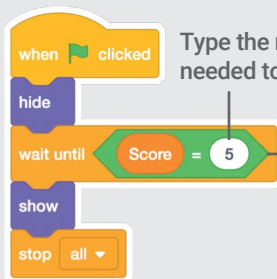 Type the
needed to
when clicked
hide
wait until Score = 5
show
stop all